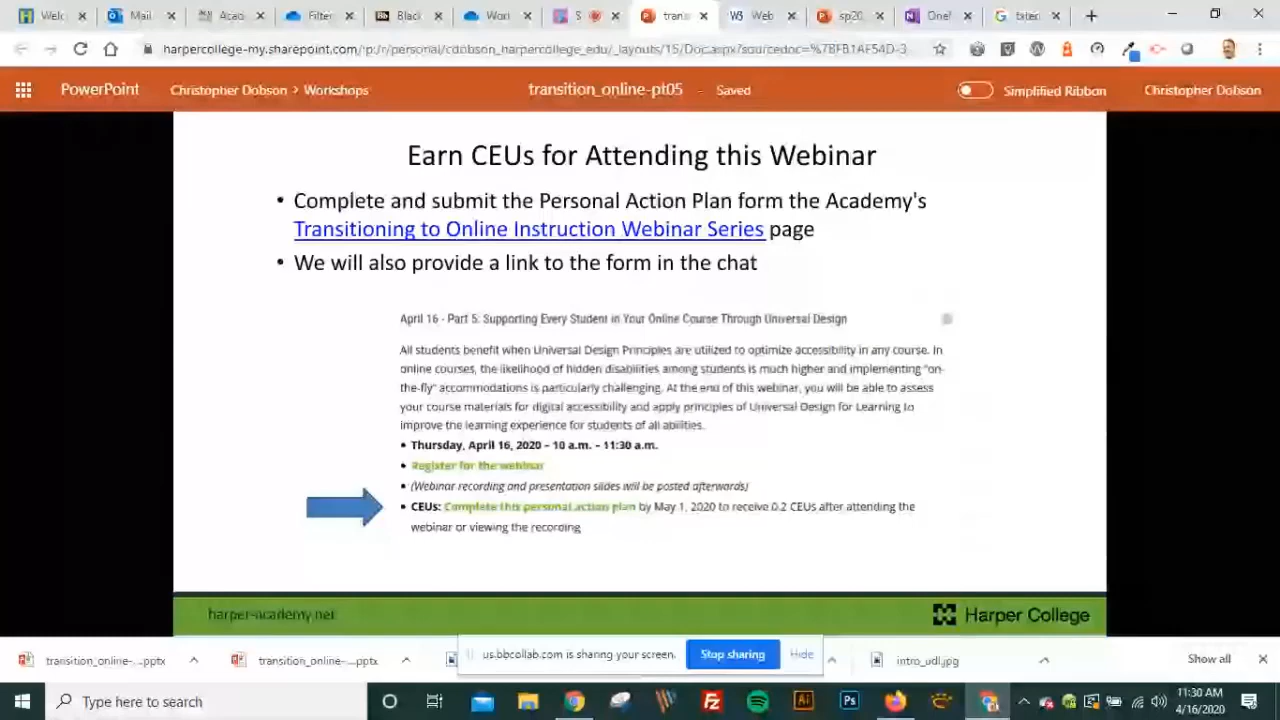 Wel
Mail
Acac
Filter
Blacl
Worl
S
trans
Web
sp20
OneI
harpercollege-my.sharepoint.com/:p:/r/personal/cdobson_harpercollege_edu/_layouts/15/Doc.aspx?sourcedoc=%7BFB1AF54D-3...
PowerPoint
Christopher Dobson > Workshops
transition_online-pt05 - Saved
Simplified Ribbon
Christopher Dobson
Earn CEUs for Attending this Webinar
• Complete and submit the Personal Action Plan form the Academy's
Transitioning to Online Instruction Webinar Series page
• We will also provide a link to the form in the chat
April 16 - Part 5: Supporting Every Student in Your Online Course Through Universal Design
All students benefit when Universal Design Principles are utilized to optimize accessibility in any course. In
online courses, the likelihood of hidden disabilities among students is much higher and implementing "on-
the-fly" accommodations is particularly challenging. At the end of this webinar, you will be able to assess
your course materials for digital accessibility and apply principles of Universal Design for Learning to
improve the learning experience for students of all abilities.
• Thursday, April 16, 2020 – 10 a.m. – 11:30 a.m.
• Register for the webinar
• (Webinar recording and presentation slides will be posted afterwards)
• CEUs: Complete this personal action plan by May 1, 2020 to receive 0.2 CEUs after attending the
webinar or viewing the recording
harper-academy.net
Harper College
transition_online-....pptx
transition_online-....pptx
us.bbcollab.com is sharing your screen.
Stop sharing
Hide
intro_udl.jpg
Show all
Type here to search
11:30 AM
4/16/2020